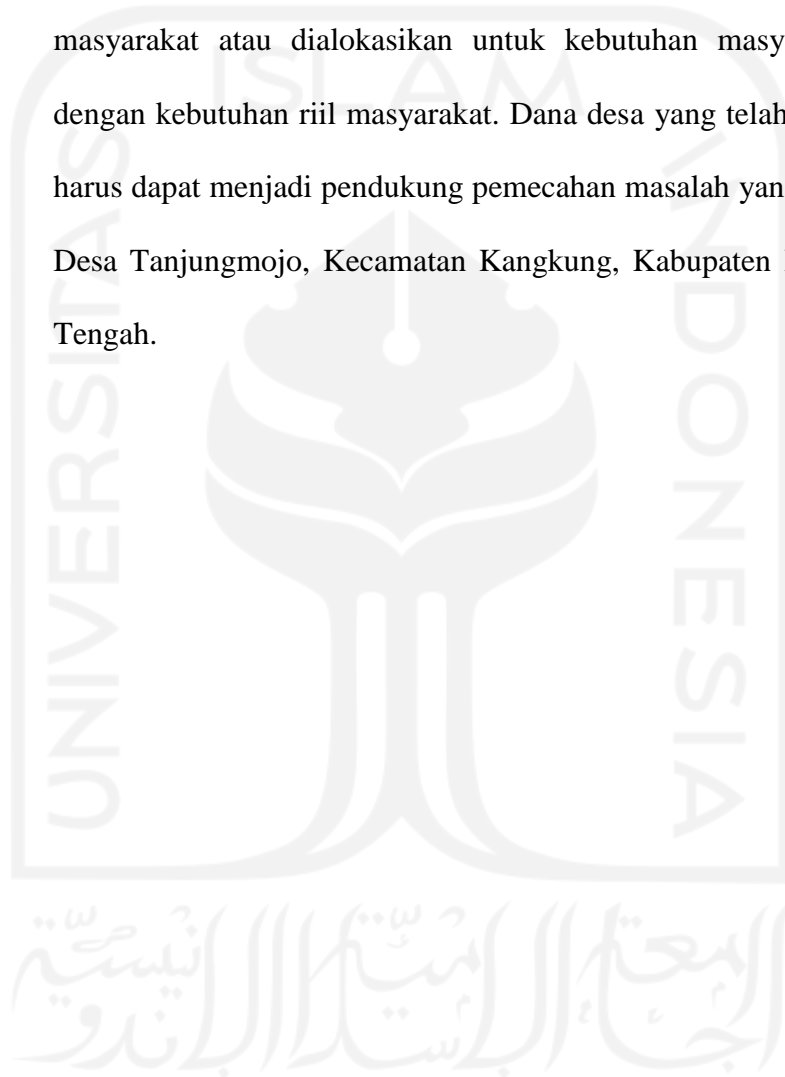 masyarakat atau dialokasikan untuk kebutuhan masy
dengan kebutuhan riil masyarakat. Dana desa yang telah
harus dapat menjadi pendukung pemecahan masalah yan
Desa Tanjungmojo, Kecamatan Kangkung, Kabupaten
Tengah.
ISLAM
UNIVERSITAS
INDONESIA